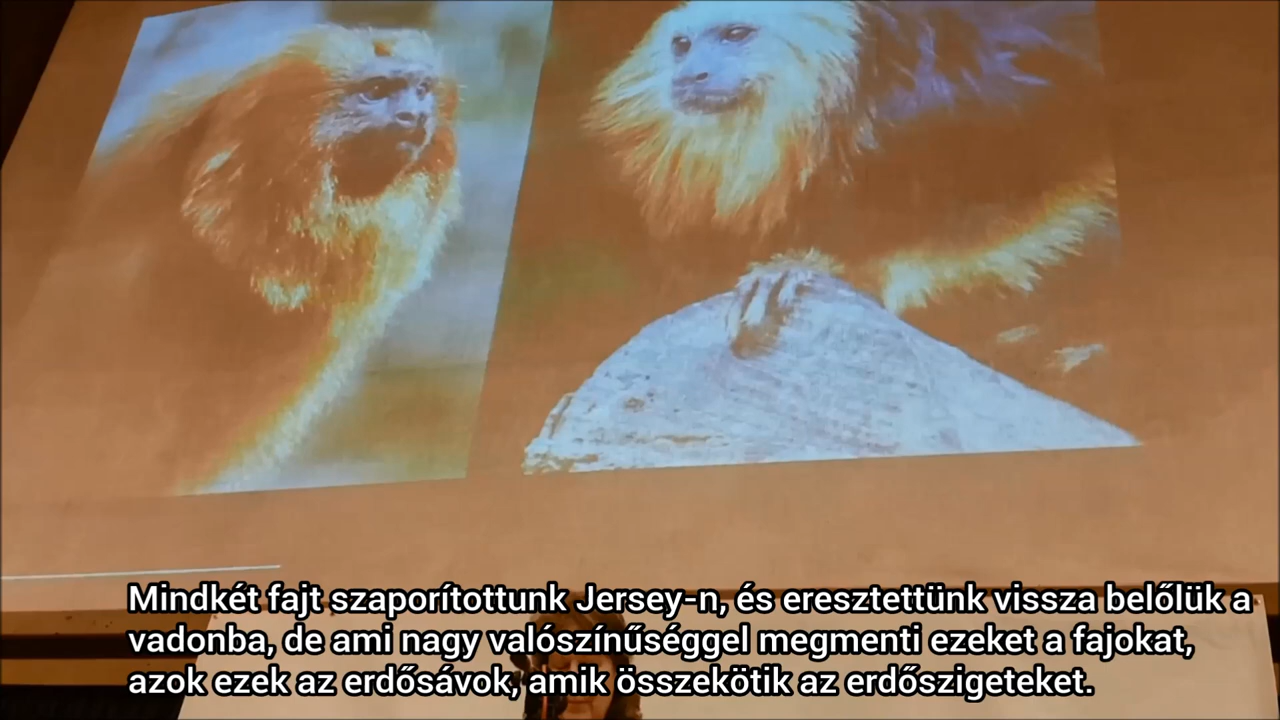 Mindkét fajt szaporítottunk Jersey-n, és eresztettünk vissza belőlük a
vadonba, de ami nagy valószínűséggel megmenti ezeket a fajokat,
azok ezek az erdősávok, amik összekötik az erdőszigeteket.